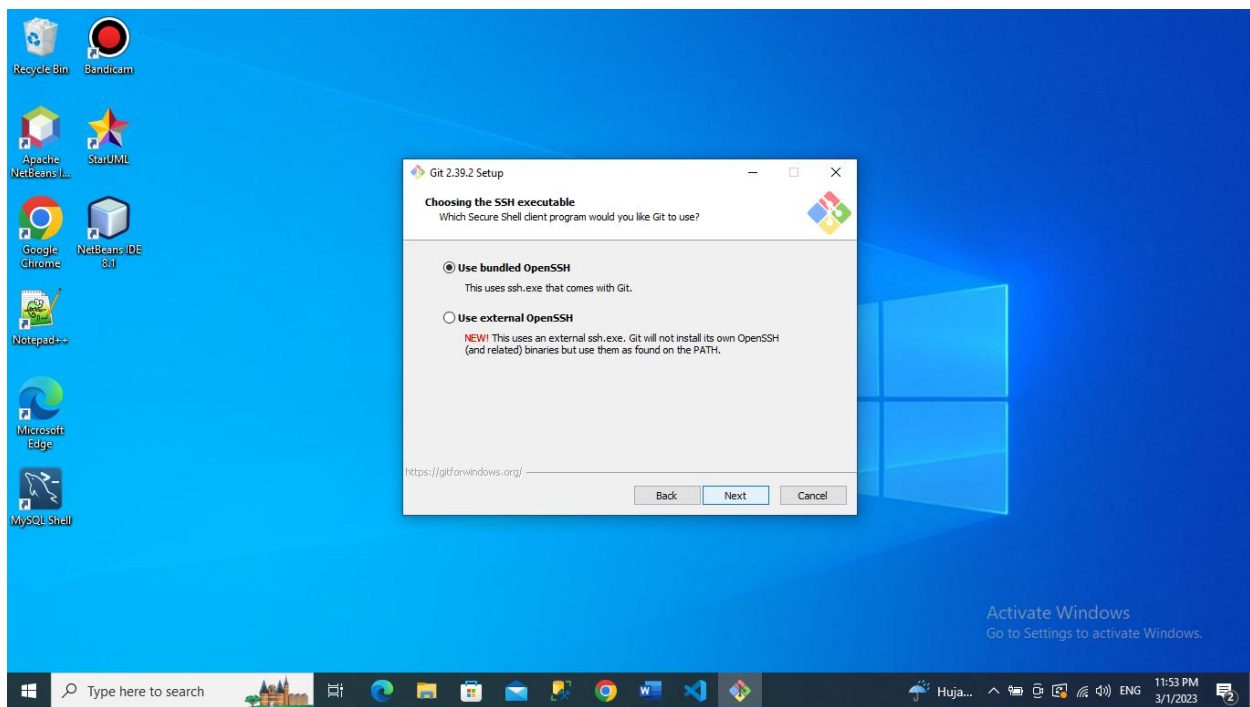 Recycle Bin
Bandicam
Apache
NetBeans I...
StarUML
Google
Chrome
NetBeans IDE
8.1
Notepad++
Microsoft
Edge
MySQL Shell
Git 2.39.2 Setup
Choosing the SSH executable
Which Secure Shell client program would you like Git to use?
Use bundled OpenSSH
This uses ssh.exe that comes with Git.
Use external OpenSSH
NEW! This uses an external ssh.exe. Git will not install its own OpenSSH
(and related) binaries but use them as found on the PATH.
https://gitforwindows.org/
Back
Next
Cancel
Activate Windows
Go to Settings to activate Windows.
Type here to search
Huja...
ENG
11:53 PM
3/1/2023
2